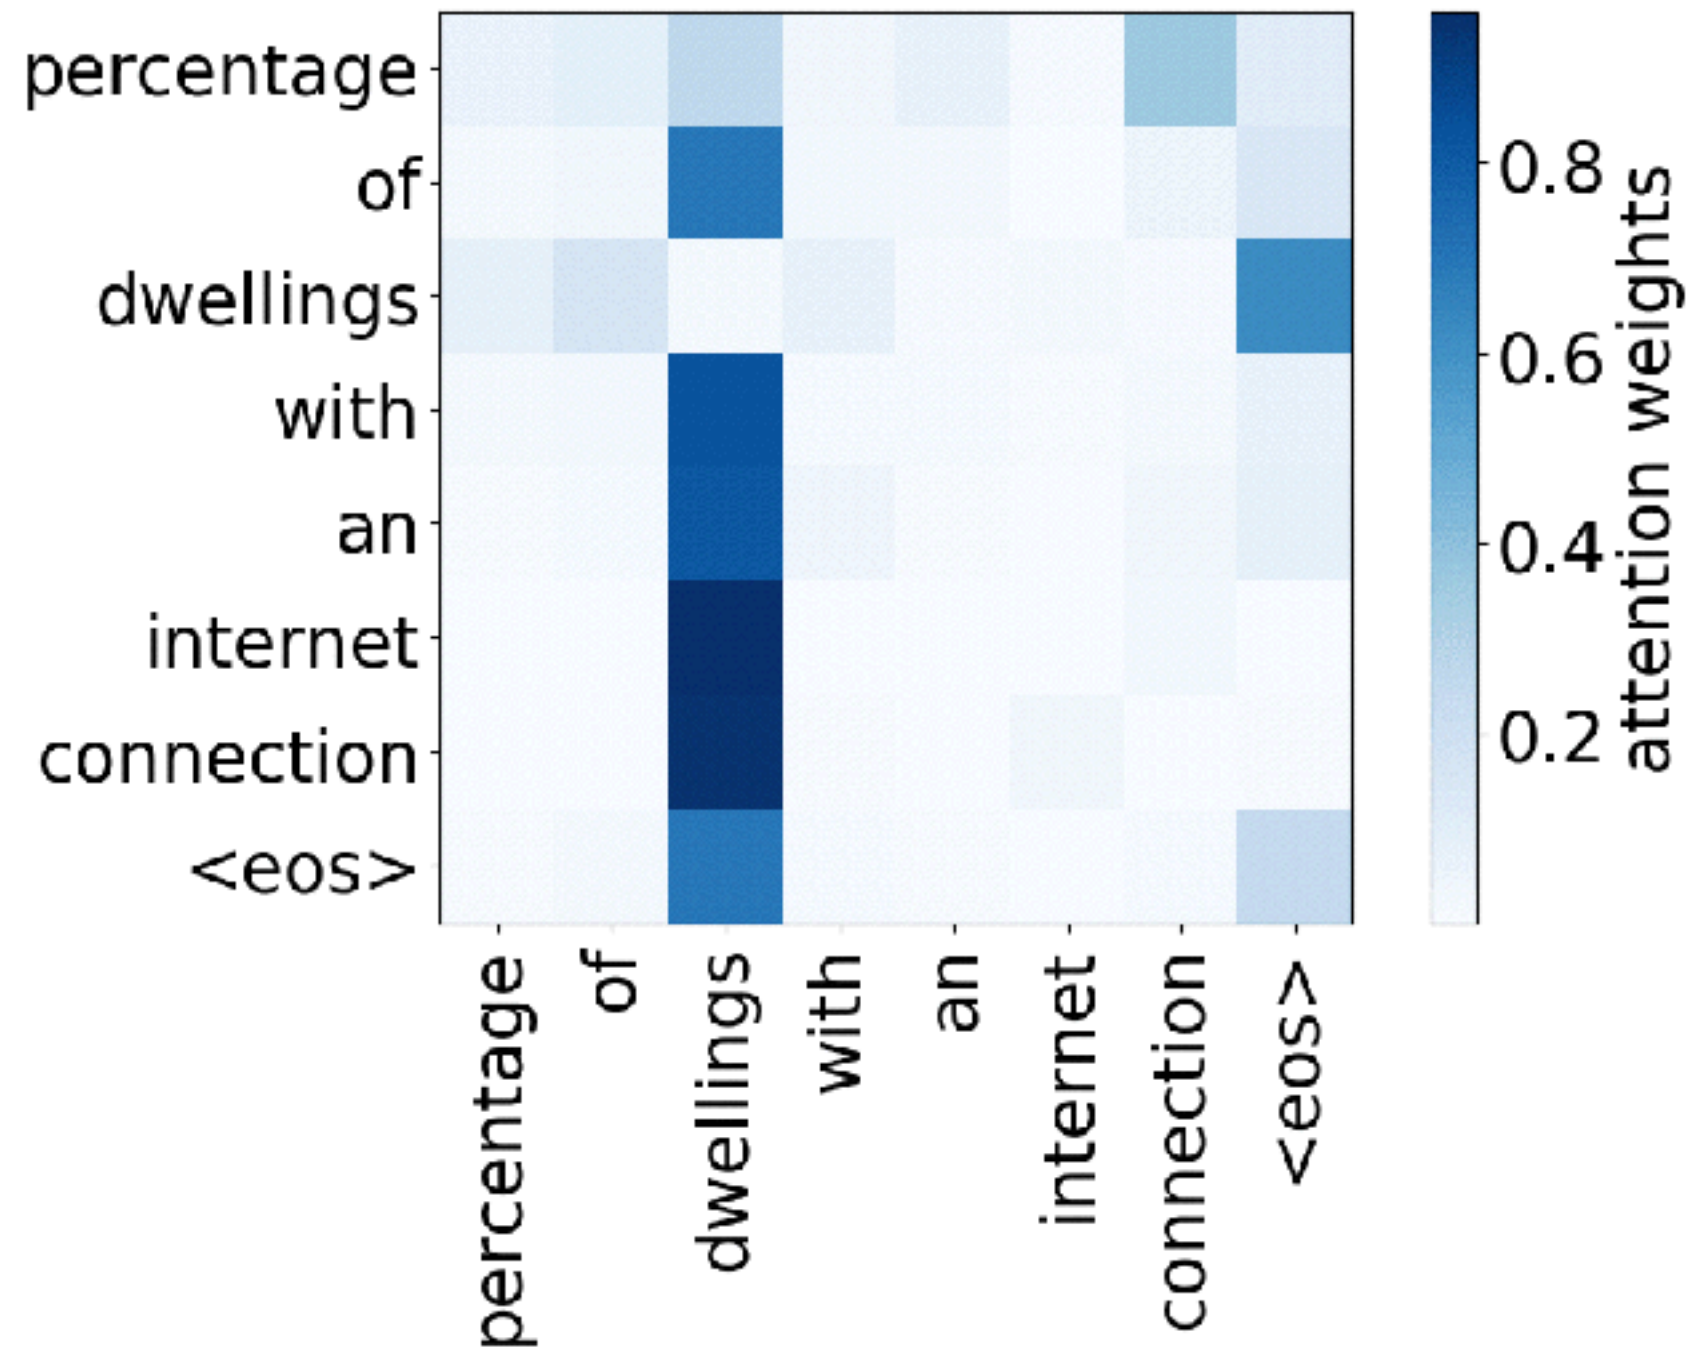 percentage
of
dwellings
with
an
internet
connection
<eos>
percentage
of
dwellings
with
an
internet
connection
<eos>
0.8
0.6
0.4
0.2
attention weights